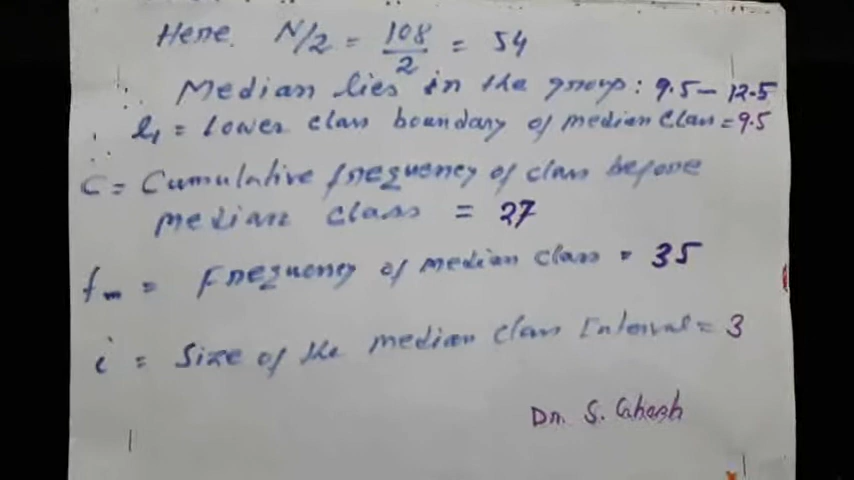 Here N/2 = 108/2 = 54
Median lies in the group: 9.5 – 12.5
l₁ = Lower class boundary of median class = 9.5
C = Cumulative frequency of class before
median class = 27
fm = Frequency of median class = 35
i = Size of the median class Interval = 3
Dr. S. Ghosh